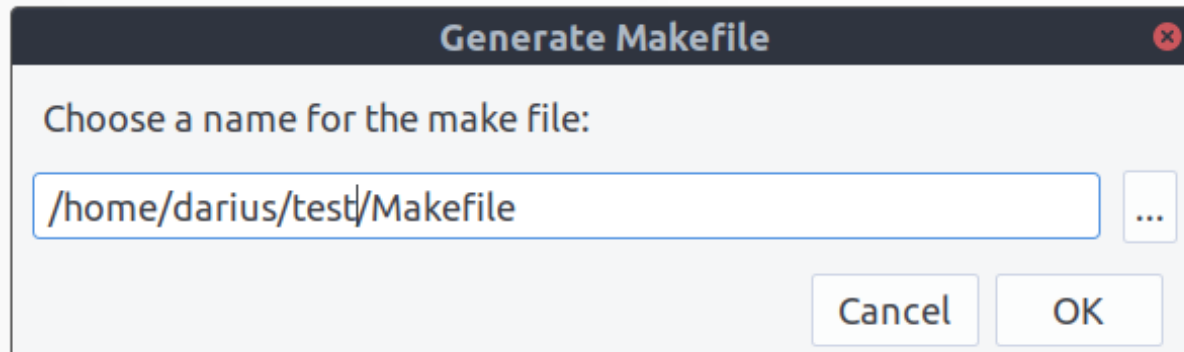 Generate Makefile
Choose a name for the make file:
/home/darius/test/Makefile
...
Cancel
OK